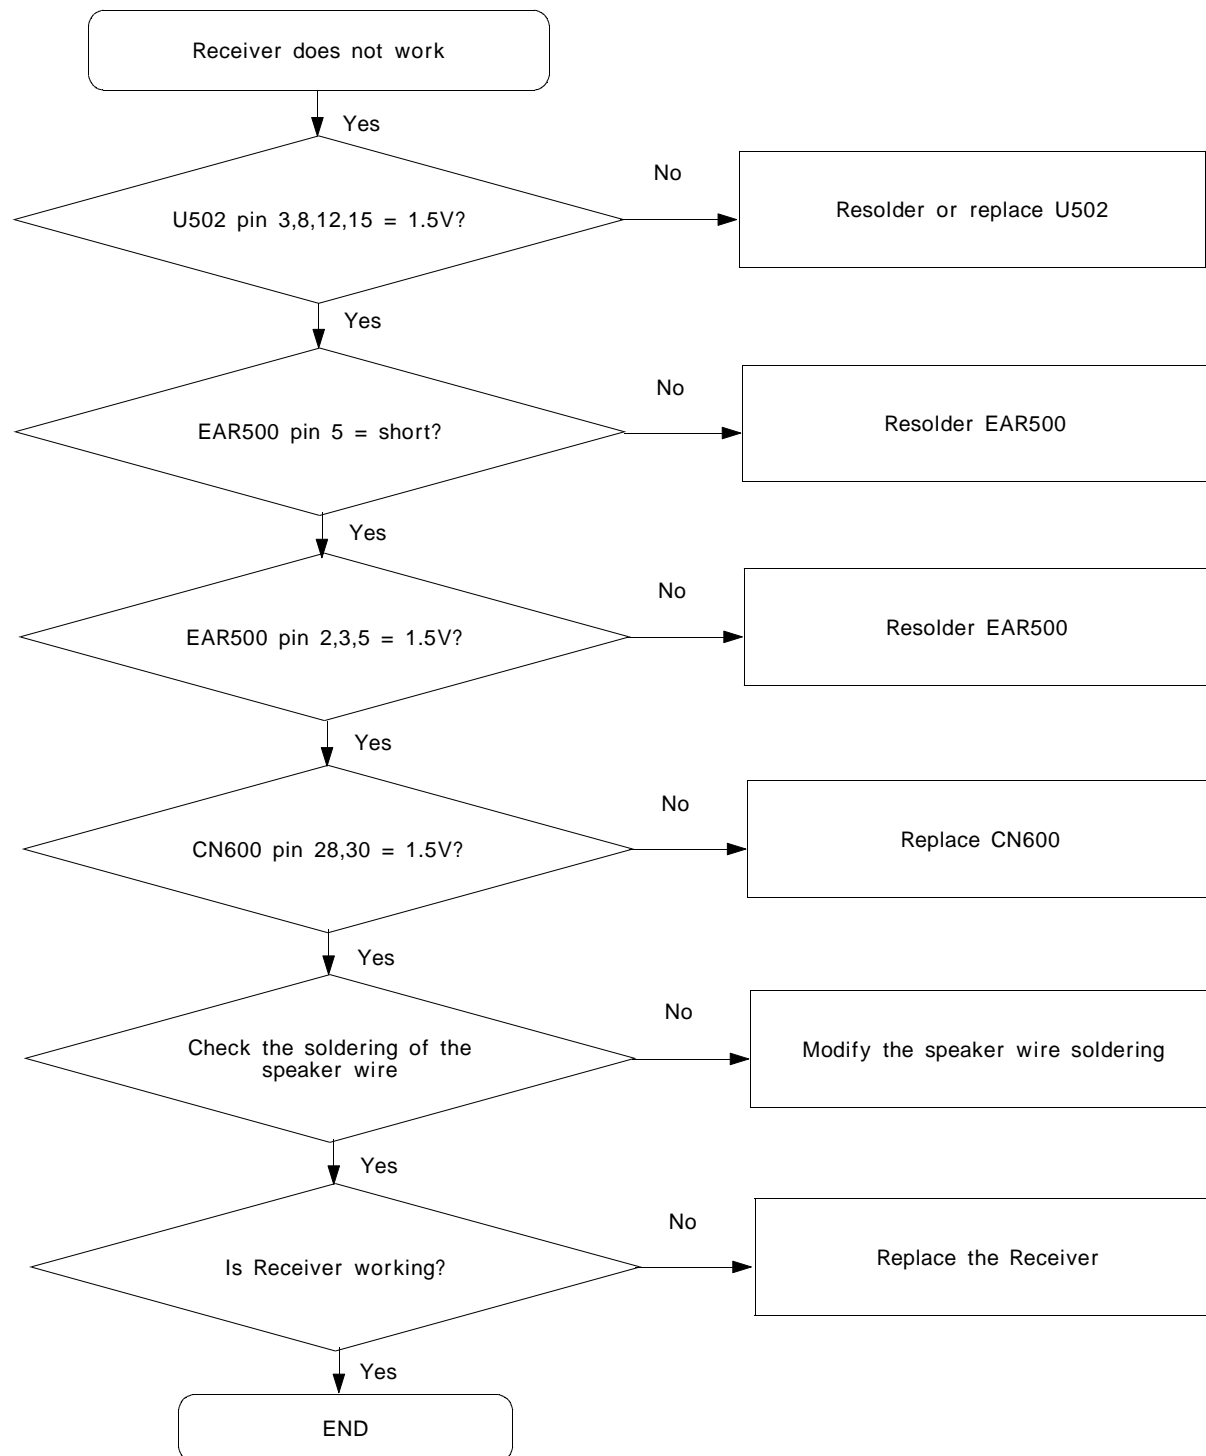 Receiver does not work
Yes
U502 pin 3,8,12,15 = 1.5V?
No
Resolder or replace U502
Yes
EAR500 pin 5 = short?
No
Resolder EAR500
Yes
EAR500 pin 2,3,5 = 1.5V?
No
Resolder EAR500
Yes
CN600 pin 28,30 = 1.5V?
No
Replace CN600
Yes
Check the soldering of the
speaker wire
No
Modify the speaker wire soldering
Yes
Is Receiver working?
No
Replace the Receiver
Yes
END